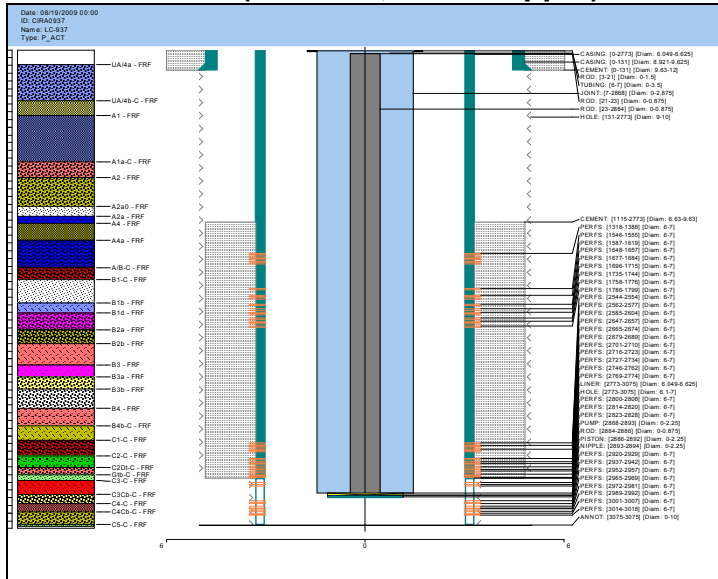 Date: 08/19/2009 00:00
ID: CIRA0937
Name: LC-937
Type: P_ACT
UA/4a - FRF
UA/4b-C - FRF
A1 - FRF
A1a-C - FRF
A2 - FRF
A2a0 - FRF
A2a - FRF
A4 - FRF
A4a - FRF
A/B-C - FRF
B1-C - FRF
B1b - FRF
B1d - FRF
B2a - FRF
B2b - FRF
B3 - FRF
B3a - FRF
B3b - FRF
B4 - FRF
B4b-C - FRF
C1-C - FRF
C2-C - FRF
C2Dt-C - FRF
Gtb-C - FRF
C3-C - FRF
C3Cb-C - FRF
C4-C - FRF
C4Cb-C - FRF
C5-C - FRF
CASING: [0-2773] [Diam: 6.049-6.625]
CASING: [0-131] [Diam: 8.921-9.625]
CEMENT: [0-131] [Diam: 9.63-12]
ROD: [3-21] [Diam: 0-1.5]
TUBING: [6-7] [Diam: 0-3.5]
JOINT: [7-2868] [Diam: 0-2.875]
ROD: [21-23] [Diam: 0-0.875]
ROD: [23-2884] [Diam: 0-0.875]
HOLE: [131-2773] [Diam: 9-10]
CEMENT: [1115-2773] [Diam: 6.63-9.63]
PERFS: [1318-1388] [Diam: 6-7]
PERFS: [1546-1555] [Diam: 6-7]
PERFS: [1587-1619] [Diam: 6-7]
PERFS: [1648-1657] [Diam: 6-7]
PERFS: [1677-1684] [Diam: 6-7]
PERFS: [1696-1715] [Diam: 6-7]
PERFS: [1735-1744] [Diam: 6-7]
PERFS: [1758-1776] [Diam: 6-7]
PERFS: [1786-1799] [Diam: 6-7]
PERFS: [2544-2554] [Diam: 6-7]
PERFS: [2562-2577] [Diam: 6-7]
PERFS: [2585-2604] [Diam: 6-7]
PERFS: [2647-2657] [Diam: 6-7]
PERFS: [2665-2674] [Diam: 6-7]
PERFS: [2679-2689] [Diam: 6-7]
PERFS: [2701-2710] [Diam: 6-7]
PERFS: [2716-2723] [Diam: 6-7]
PERFS: [2727-2734] [Diam: 6-7]
PERFS: [2746-2762] [Diam: 6-7]
PERFS: [2769-2774] [Diam: 6-7]
LINER: [2773-3075] [Diam: 6.049-6.625]
HOLE: [2773-3075] [Diam: 6.1-7]
PERFS: [2800-2808] [Diam: 6-7]
PERFS: [2814-2820] [Diam: 6-7]
PERFS: [2823-2828] [Diam: 6-7]
PUMP: [2868-2893] [Diam: 0-2.25]
ROD: [2884-2886] [Diam: 0-0.875]
PISTON: [2886-2892] [Diam: 0-2.25]
NIPPLE: [2893-2894] [Diam: 0-2.25]
PERFS: [2920-2929] [Diam: 6-7]
PERFS: [2937-2942] [Diam: 6-7]
PERFS: [2952-2957] [Diam: 6-7]
PERFS: [2965-2969] [Diam: 6-7]
PERFS: [2972-2981] [Diam: 6-7]
PERFS: [2989-2992] [Diam: 6-7]
PERFS: [3001-3007] [Diam: 6-7]
PERFS: [3014-3018] [Diam: 6-7]
ANNOT: [3075-3075] [Diam: 0-10]
6 0 6